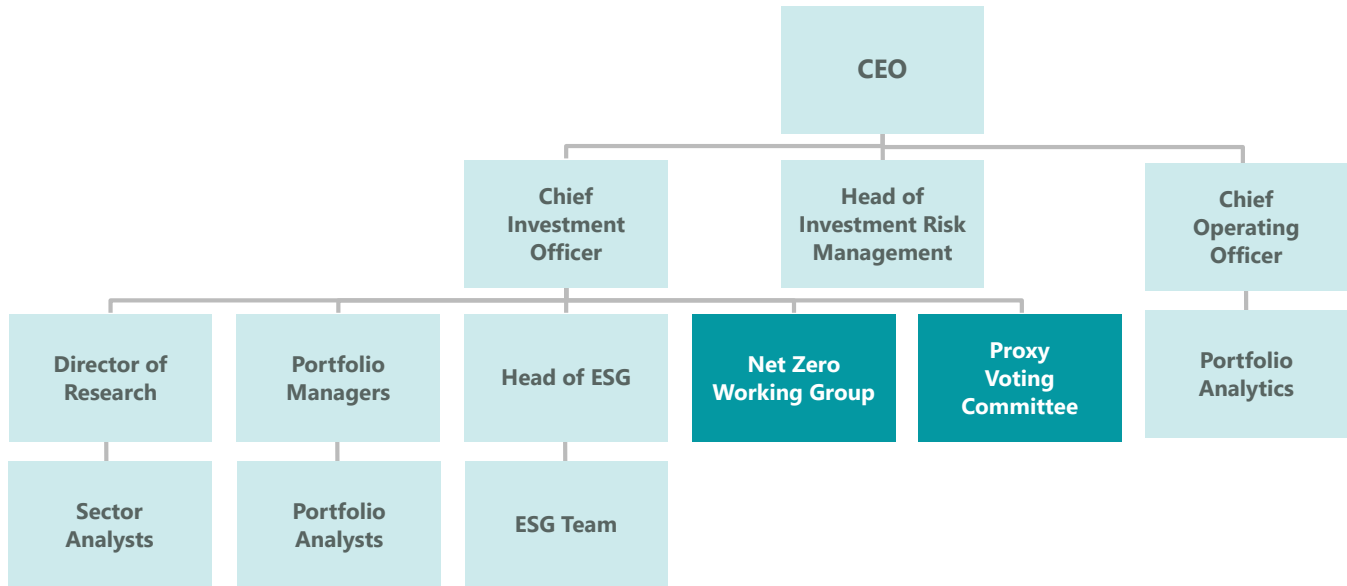 CEO
Chief
Investment
Officer
Head of
Investment Risk
Management
Chief
Operating
Officer
Director of
Research
Portfolio
Managers
Head of ESG
Net Zero
Working Group
Proxy
Voting
Committee
Portfolio
Analytics
Sector
Analysts
Portfolio
Analysts
ESG Team